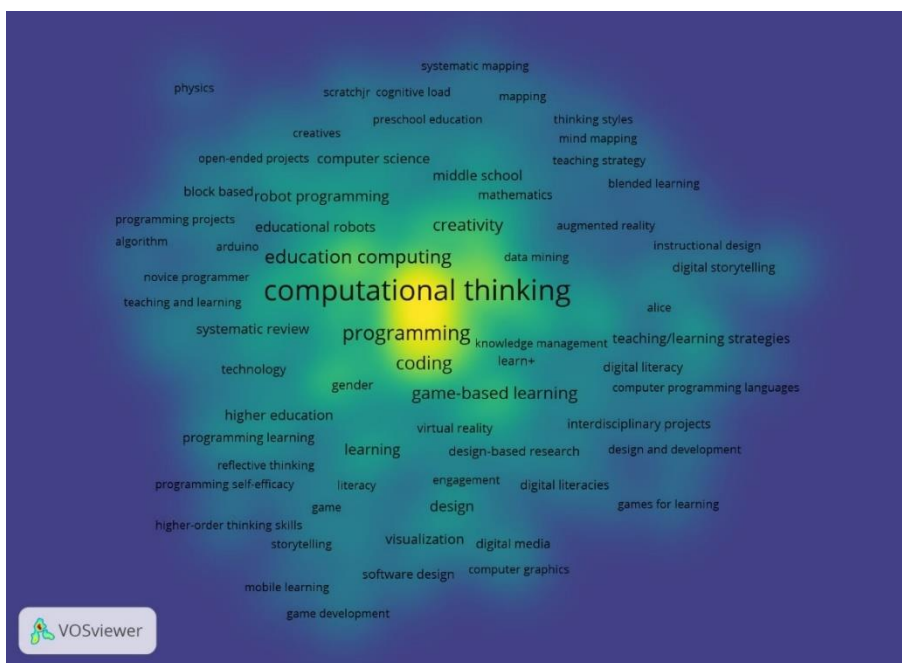 systematic mapping
physics
scratchjr cognitive load
mapping
preschool education
thinking styles
creatives
mind mapping
open-ended projects
computer science
teaching strategy
middle school
blended learning
block based
robot programming
mathematics
programming projects
educational robots
creativity
augmented reality
algorithm
arduino
instructional design
education computing
data mining
digital storytelling
novice programmer
computational thinking
teaching and learning
alice
systematic review
programming
knowledge management
teaching/learning strategies
coding
learn+
technology
digital literacy
gender
game-based learning
computer programming languages
higher education
virtual reality
interdisciplinary projects
programming learning
learning
design-based research
design and development
reflective thinking
programming self-efficacy
literacy
engagement
digital literacies
game
design
games for learning
higher-order thinking skills
storytelling
visualization
digital media
software design
computer graphics
mobile learning
game development
VOSviewer